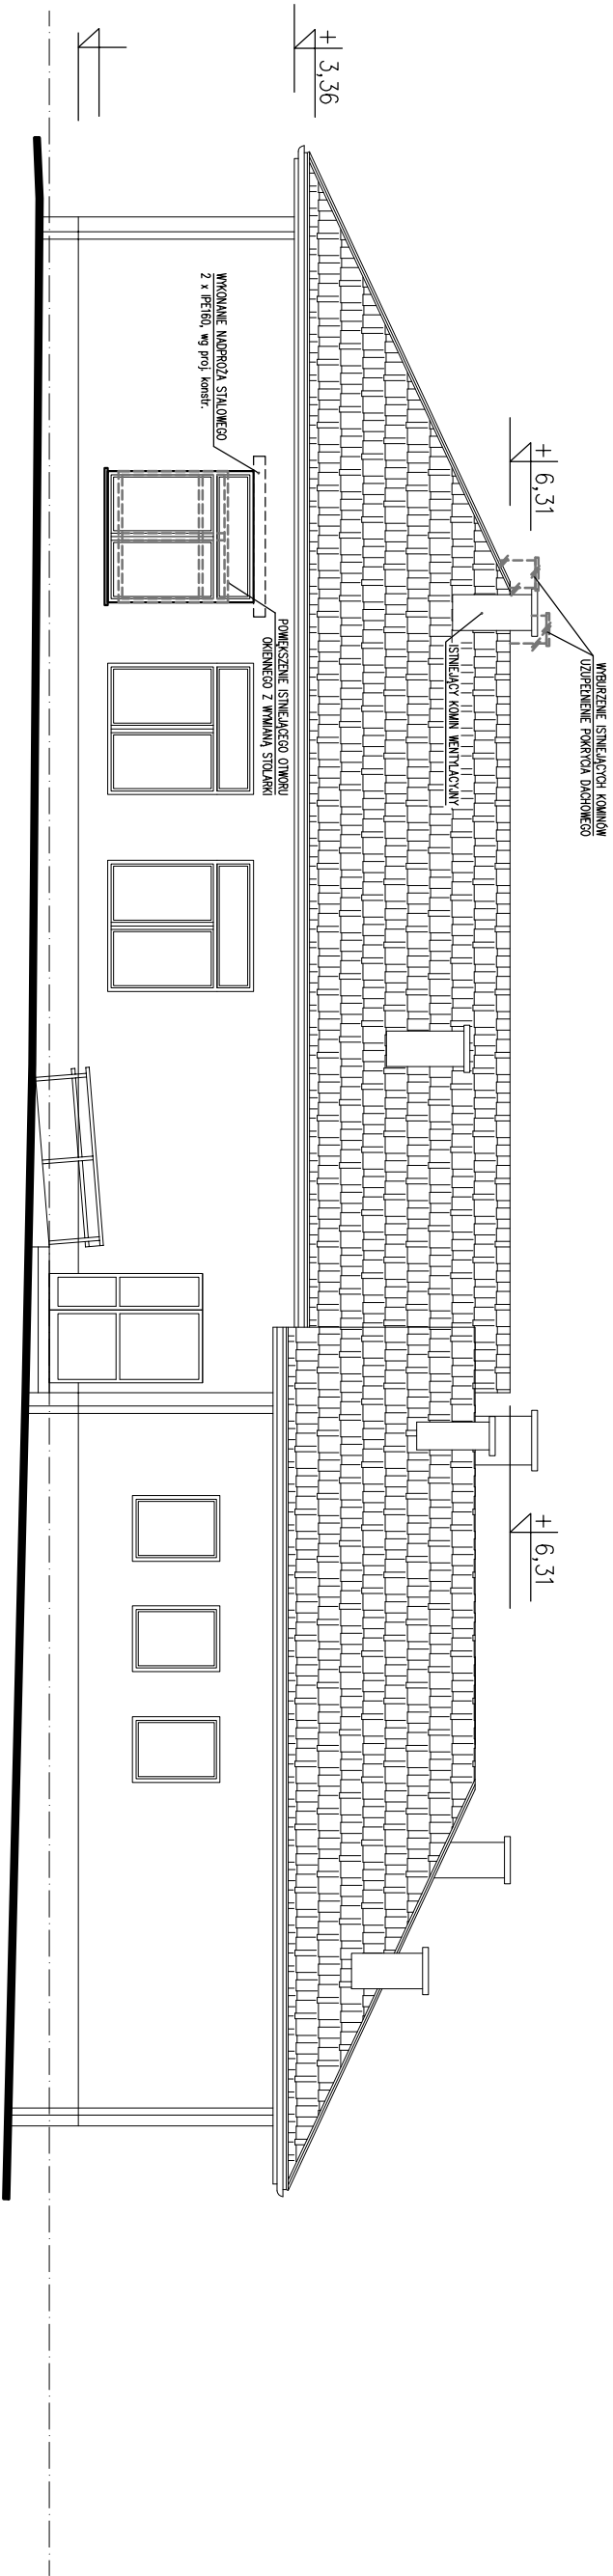 + 3,36
+ 6,31
WYBURZENIE ISTNIEJĄCYCH KOMINÓW
UZUPEŁNIENIE POKRYCIA DACHOWEGO
ISTNIEJĄCY KOMIN WENTYLACYJNY
WYKONANIE NADPROŻA STALOWEGO
2 x IPE160, wg proj. konstr.
POWIĘKSZENIE ISTNIEJĄCEGO OTWORU
OKIENNEGO Z WYMIANĄ STOLARKI
+ 6,31